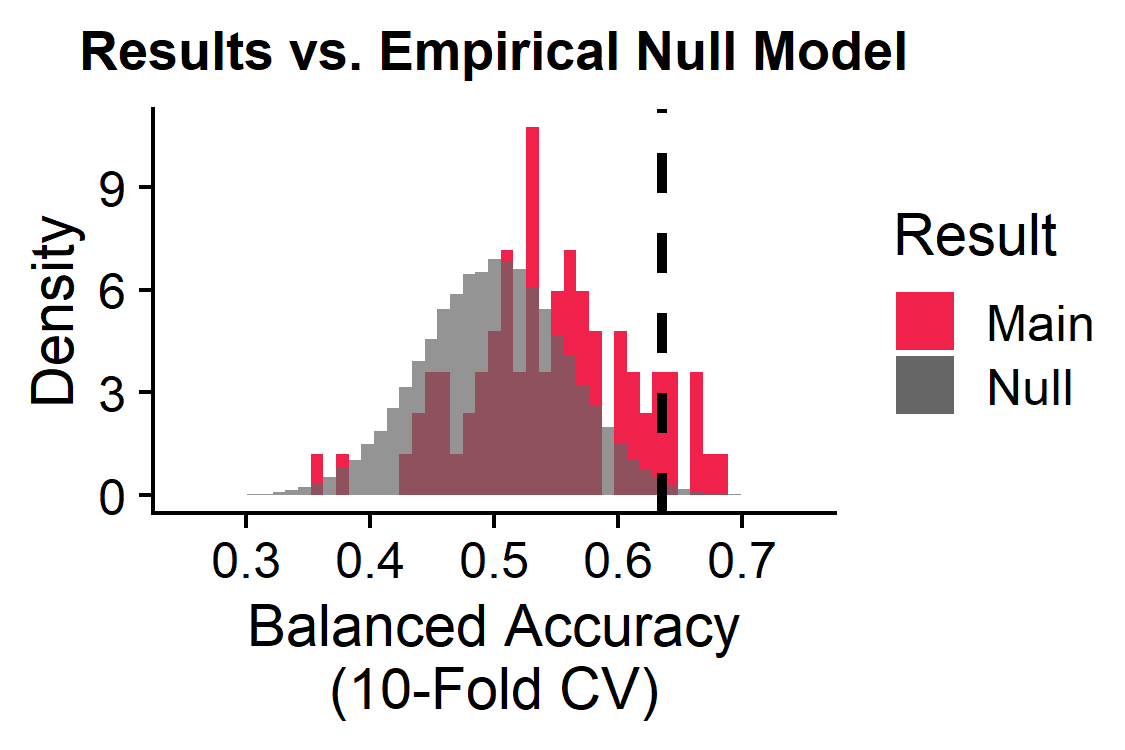 Results vs. Empirical Null Model
Density
9
6
3
0
0.3 0.4 0.5 0.6 0.7
Balanced Accuracy
(10-Fold CV)
Result
Main
Null